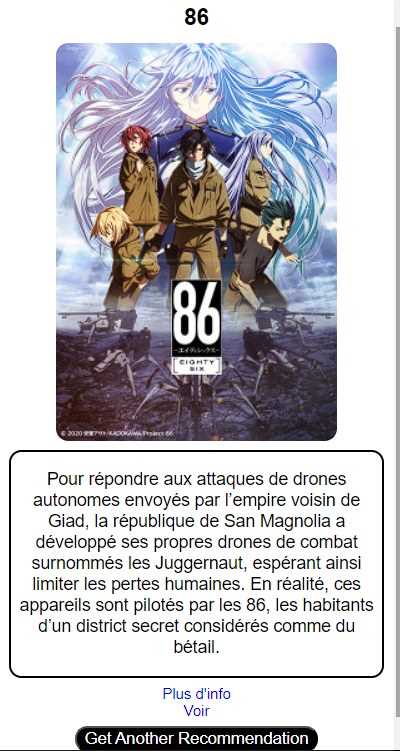 86
86
－エイティシックス－
EIGHTY
SIX
© 2020 安里アサト/KADOKAWA/Project-86
Pour répondre aux attaques de drones
autonomes envoyés par l’empire voisin de
Giad, la république de San Magnolia a
développé ses propres drones de combat
surnommés les Juggernaut, espérant ainsi
limiter les pertes humaines. En réalité, ces
appareils sont pilotés par les 86, les habitants
d’un district secret considérés comme du
bétail.
Plus d'info
Voir
Get Another Recommendation